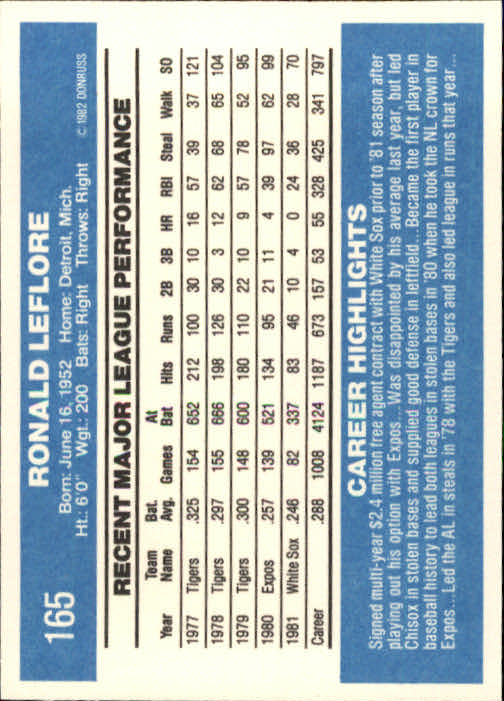 165
RONALD LEFLORE
Born: June 16, 1952 Home: Detroit, Mich.
Ht.: 6'0" Wgt.: 200 Bats: Right Throws: Right
© 1982 DONRUSS
RECENT MAJOR LEAGUE PERFORMANCE
Team Bat. At
Year Name Avg. Games Bat Hits Runs 2B 3B HR RBI Steal Walk SO
1977 Tigers .325 154 652 212 100 30 10 16 57 39 37 121
1978 Tigers .297 155 666 198 126 30 3 12 62 68 65 104
1979 Tigers .300 148 600 180 110 22 10 9 57 78 52 95
1980 Expos .257 139 521 134 95 21 11 4 39 97 62 99
1981 White Sox .246 82 337 83 46 10 4 0 24 36 28 70
Career .288 1008 4124 1187 673 157 53 55 328 425 341 797
CAREER HIGHLIGHTS
Signed multi-year $2.4 million free agent contract with White Sox prior to '81 season after
playing out his option with Expos... Was disappointed by his average last year, but led
Chisox in stolen bases and supplied good defense in leftfield... Became the first player in
baseball history to lead both leagues in stolen bases in '80 when he took the NL crown for
Expos... Led the AL in steals in '78 with the Tigers and also led league in runs that year...